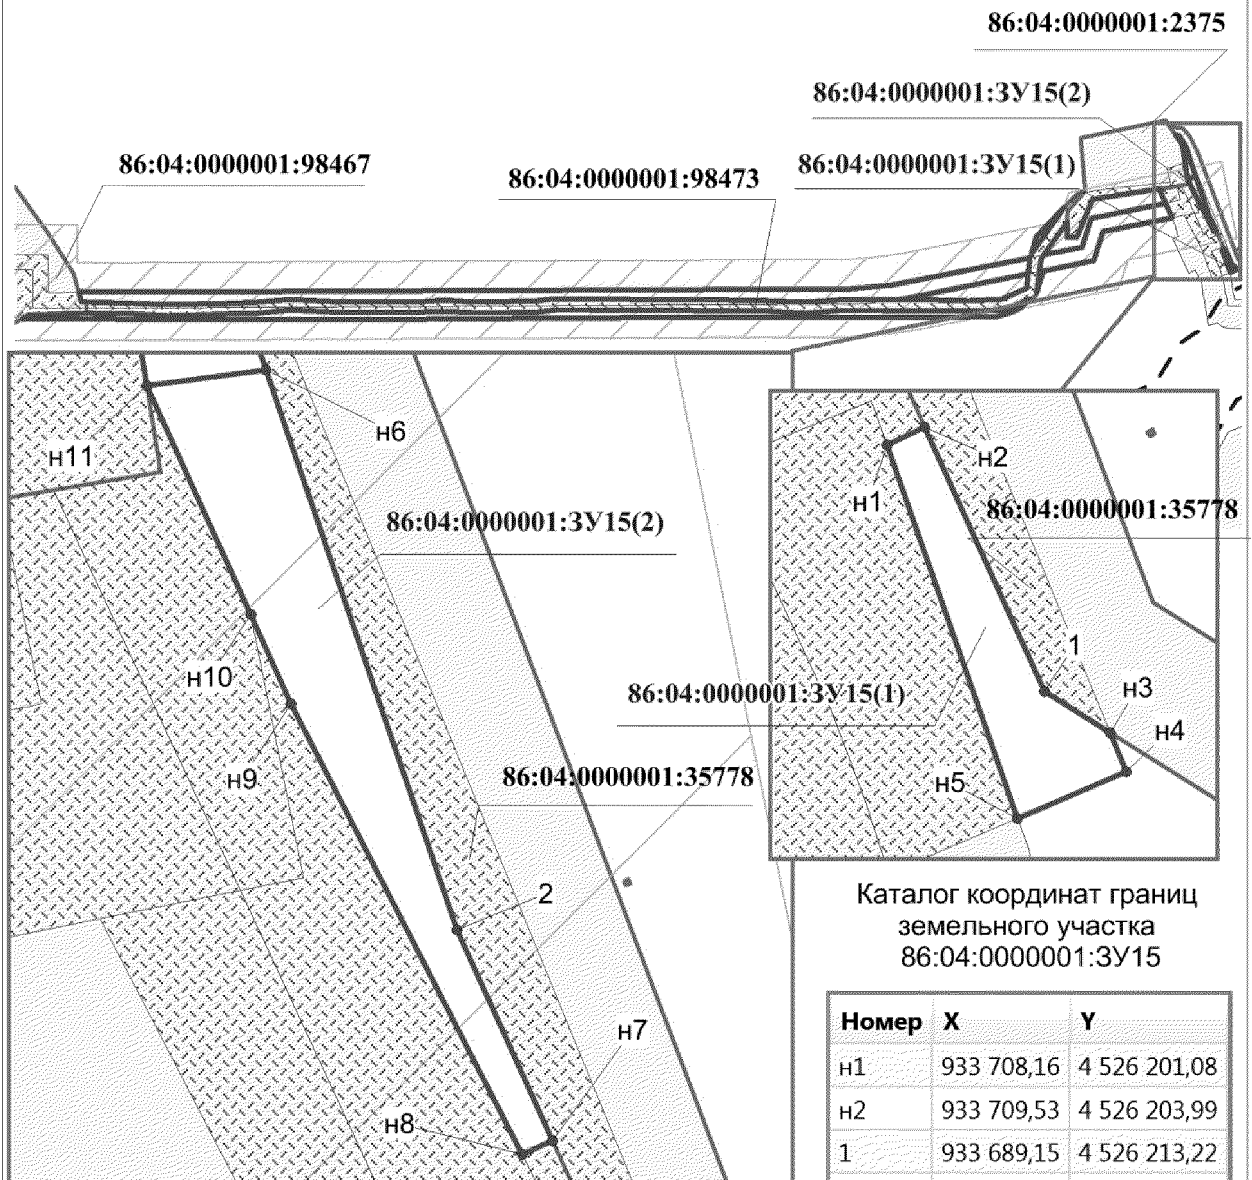 86:04:0000001:2375
86:04:0000001:ЗУ15(2)
86:04:0000001:98467
86:04:0000001:98473
86:04:0000001:ЗУ15(1)
н11
н6
86:04:0000001:ЗУ15(2)
н10
н9
86:04:0000001:35778
2
н7
н8
н2
н1
86:04:0000001:35778
1
н3
н4
86:04:0000001:ЗУ15(1)
н5
Каталог координат границ
земельного участка
86:04:0000001:ЗУ15
Номер X Y
н1 933 708,16 4 526 201,08
н2 933 709,53 4 526 203,99
1 933 689,15 4 526 213,22